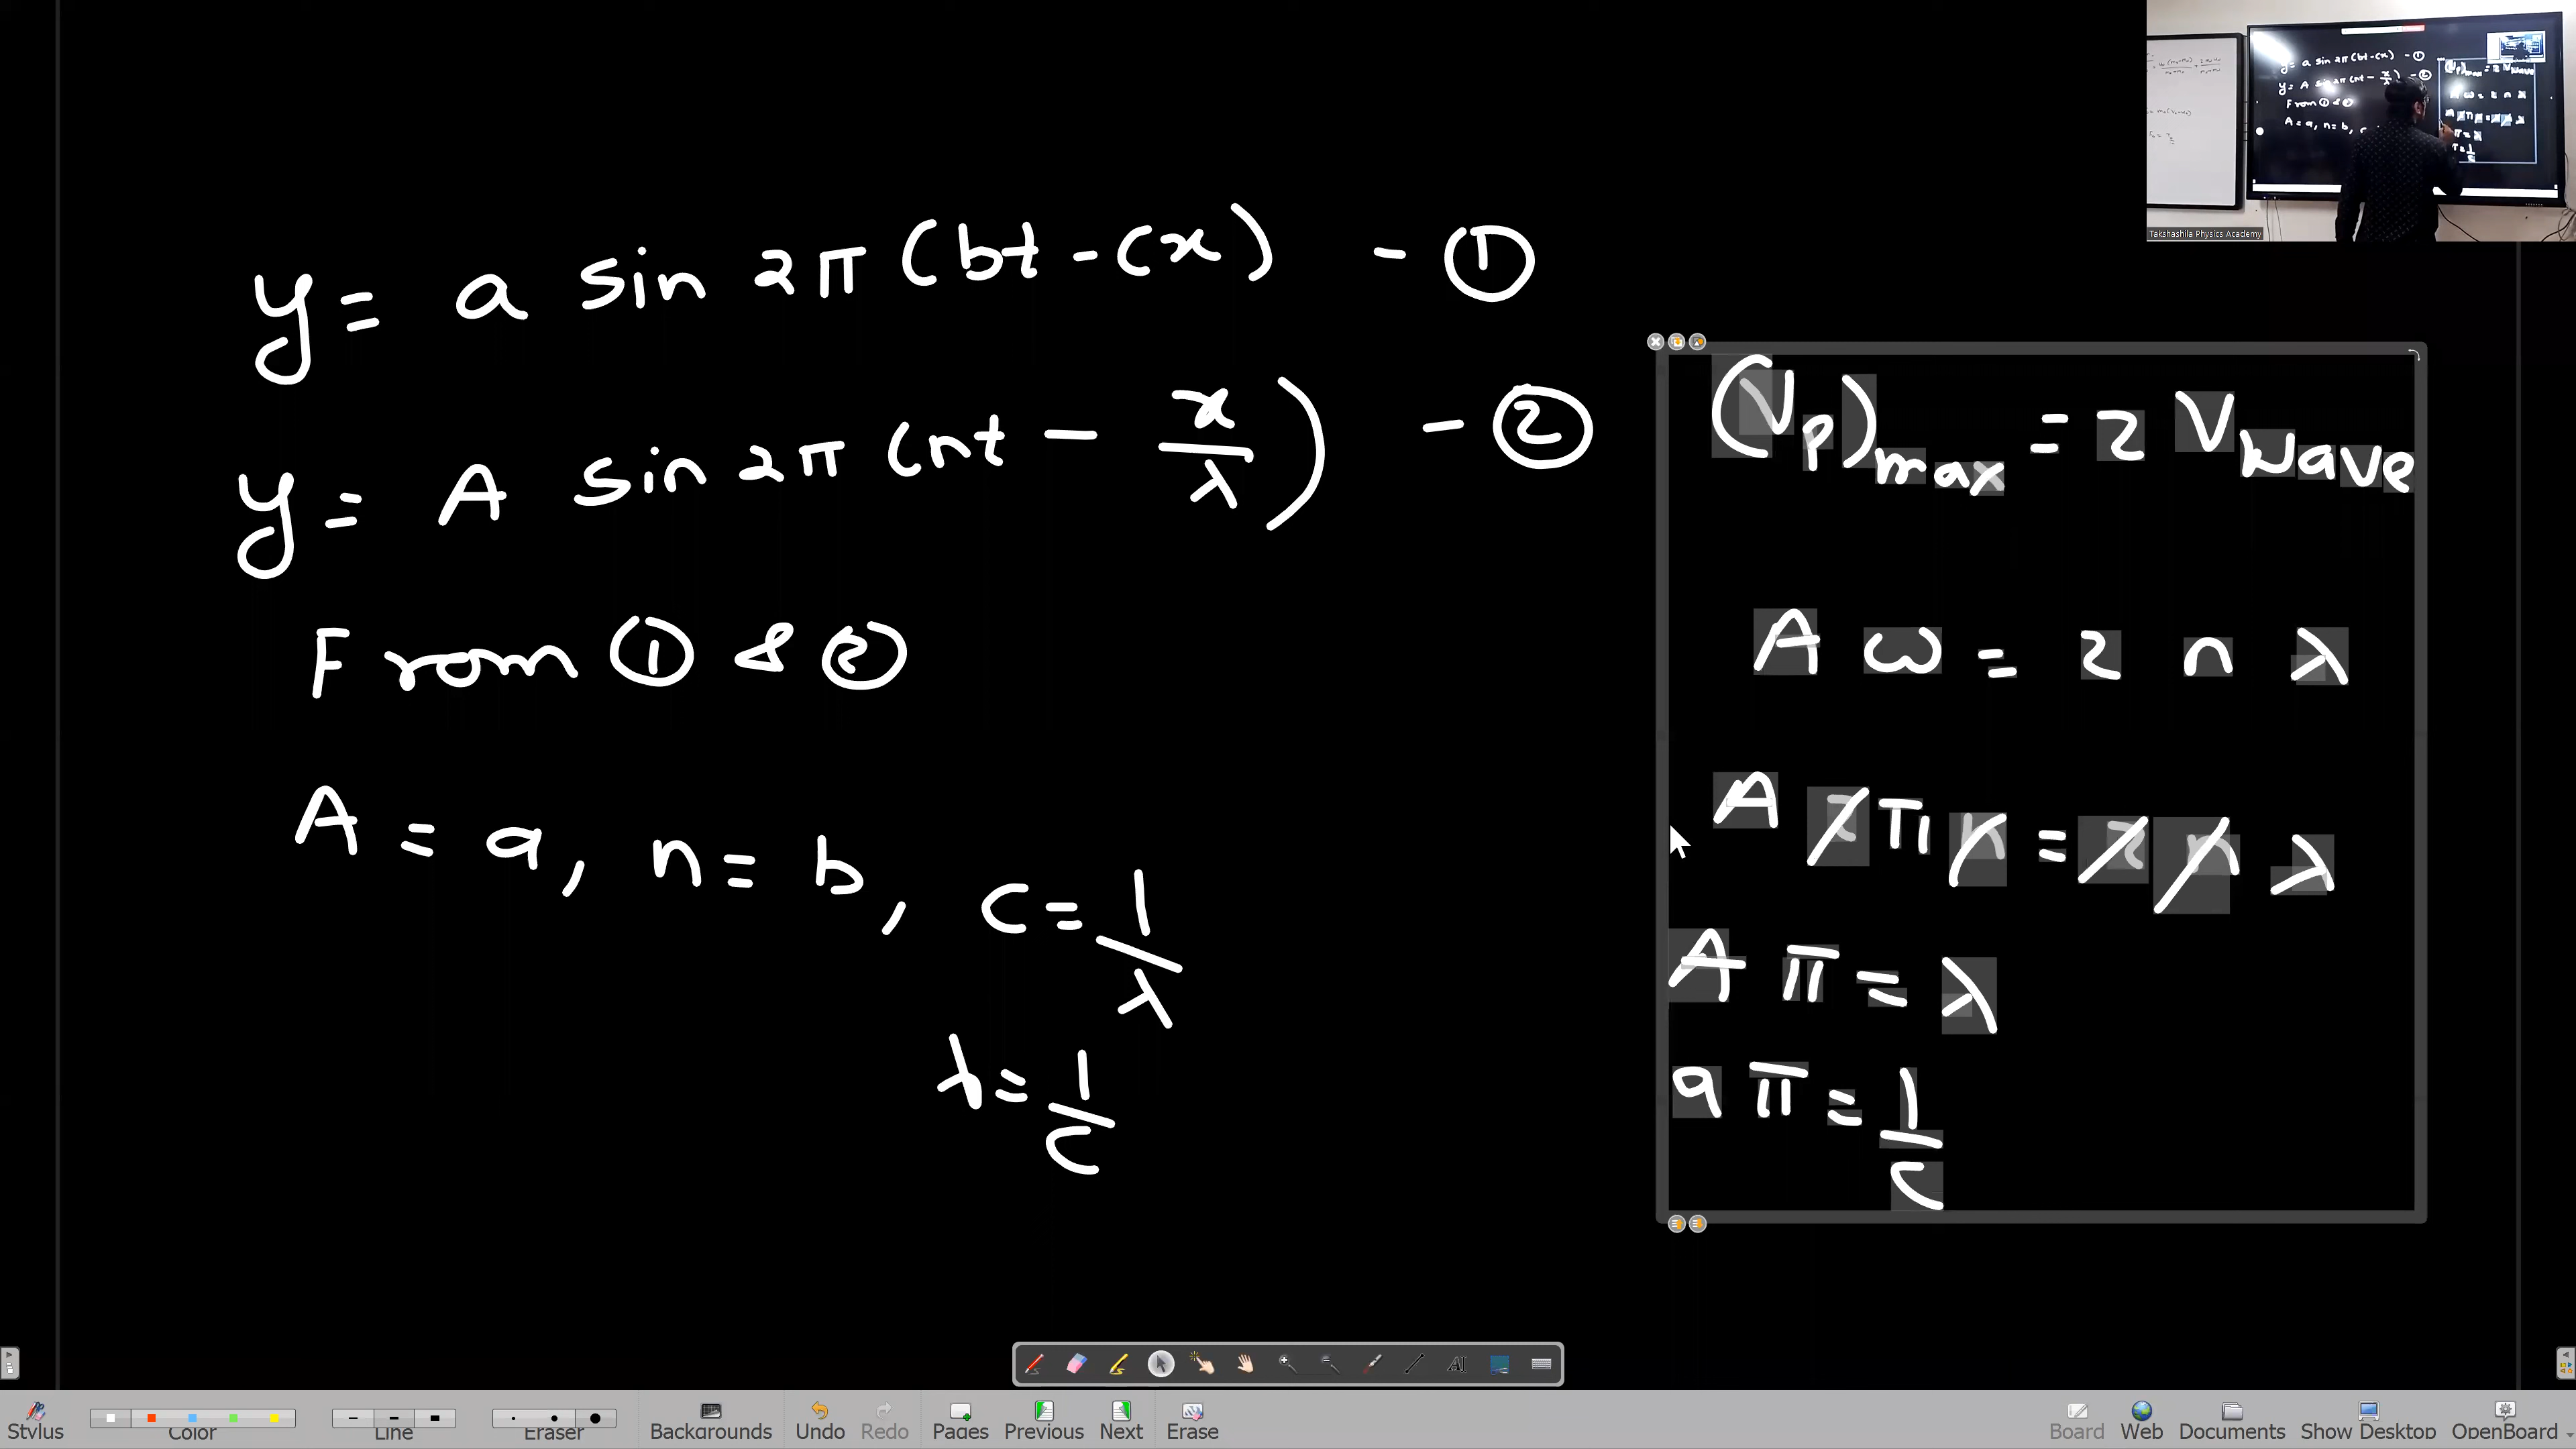 y = a sin 2π (bt - cx) - ①
y = A sin 2π (nt - x/λ) - ②
From ① & ②
A = a, n = b, c = 1/λ
λ = 1/c
(Vp)max = 2 Vwave
A ω = 2 n λ
A 2 π n = 2 n λ
A π = λ
a π = 1/c
Takshashila Physics Academy
Stylus
Color
Line
Eraser
Backgrounds
Undo
Redo
Pages
Previous
Next
Erase
Board
Web
Documents
Show Desktop
OpenBoard